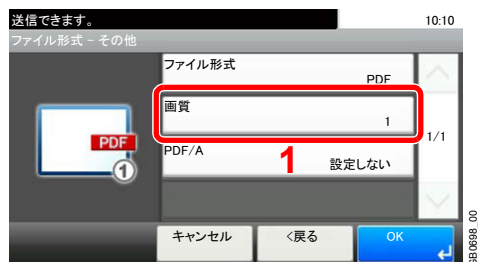 送信できます。 10:10
ファイル形式 - その他
ファイル形式
PDF
画質
1
1/1
PDF/A
設定しない
1
PDF
1
キャンセル <戻る OK